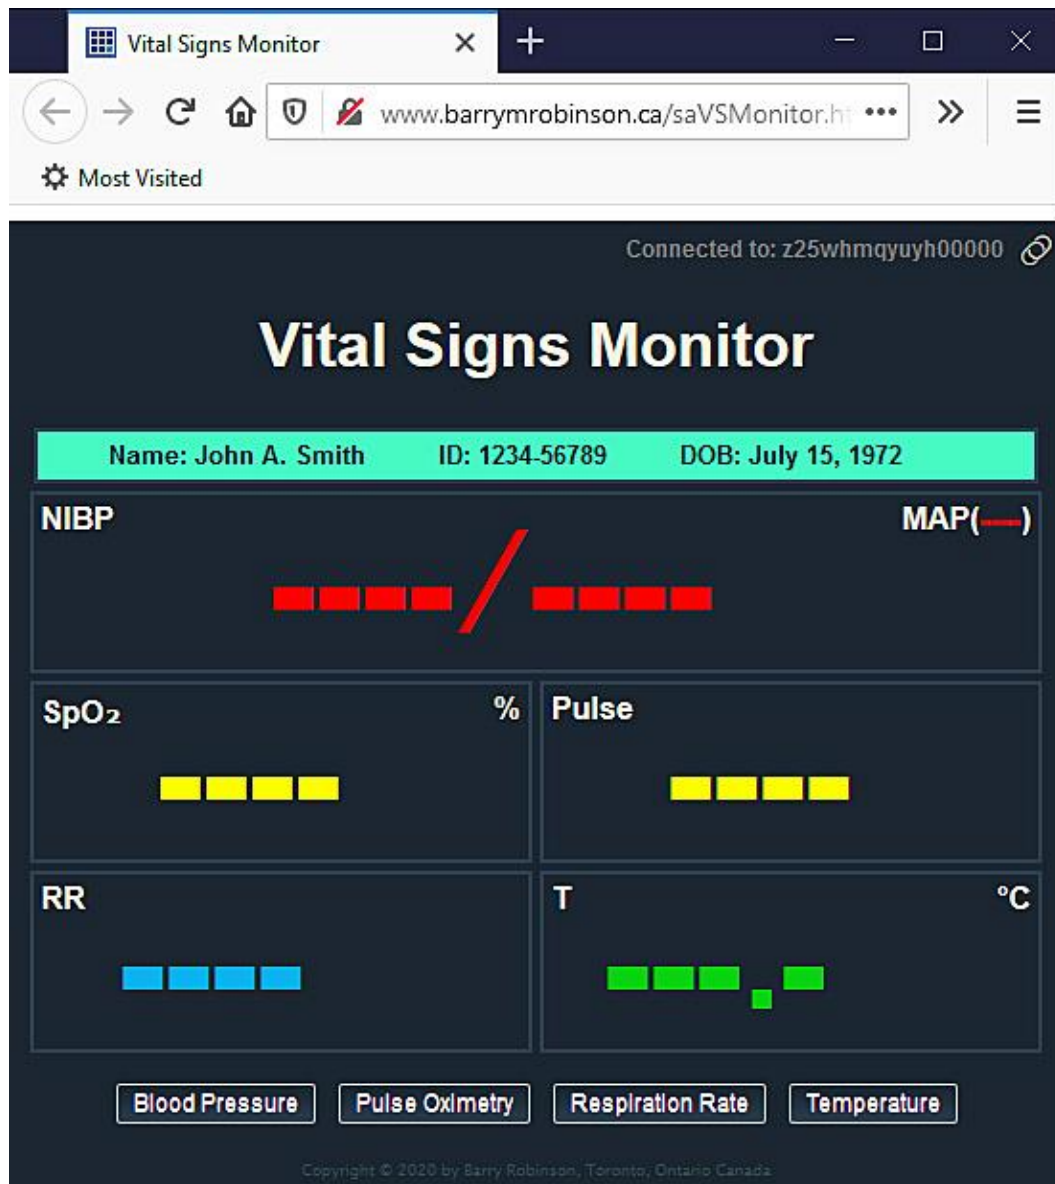 Vital Signs Monitor
www.barrymrobinson.ca/saVSMonitor.h
Most Visited
Connected to: z25whmqyuyh00000
Vital Signs Monitor
Name: John A. Smith ID: 1234-56789 DOB: July 15, 1972
NIBP MAP(---)
----/----
SpO₂ % Pulse
---- ----
RR T °C
---- ---.-
Blood Pressure Pulse Oximetry Respiration Rate Temperature
Copyright © 2020 by Barry Robinson, Toronto, Ontario Canada